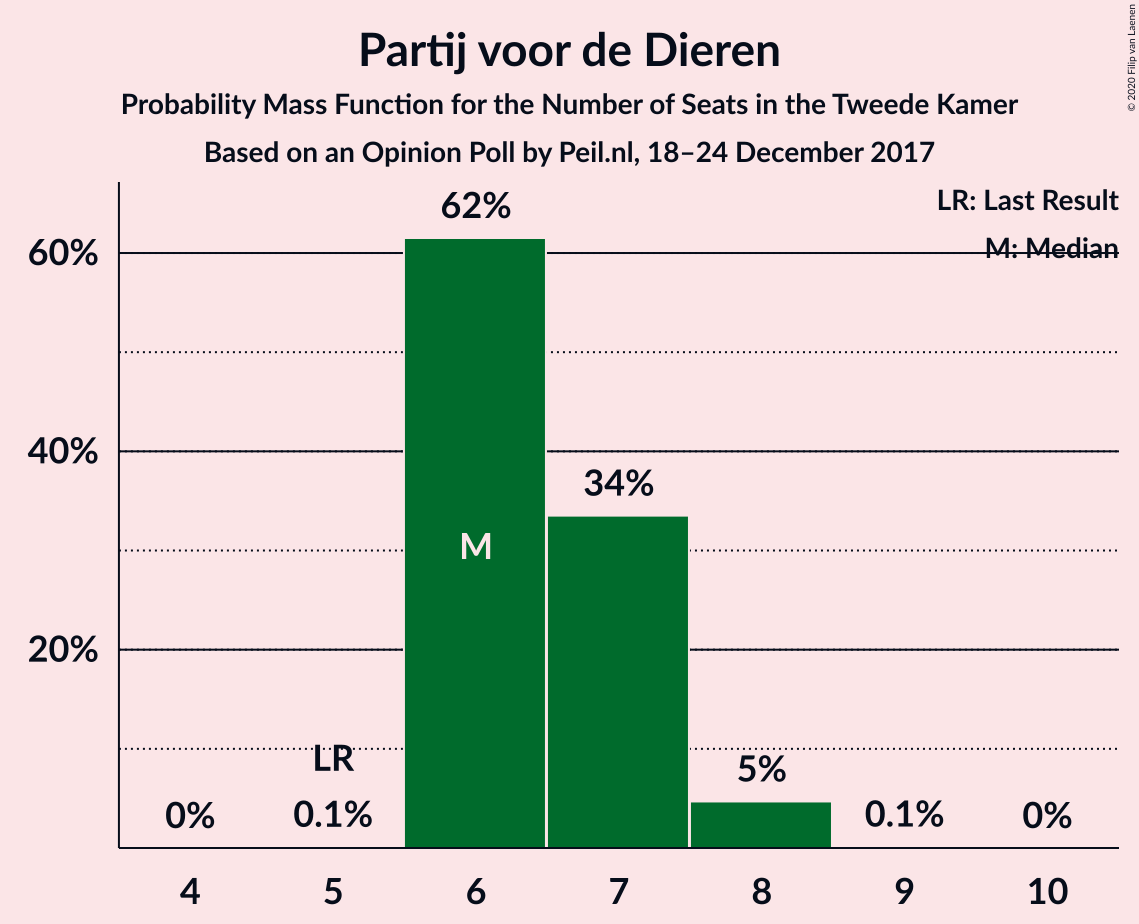 Partij voor de Dieren
Probability Mass Function for the Number of Seats in the Tweede Kamer
Based on an Opinion Poll by Peil.nl, 18–24 December 2017
© 2020 Filip van Laenen
LR: Last Result
M: Median
62%
60%
40%
34%
M
20%
LR
5%
0%
0.1%
0.1%
0%
4 5 6 7 8 9 10